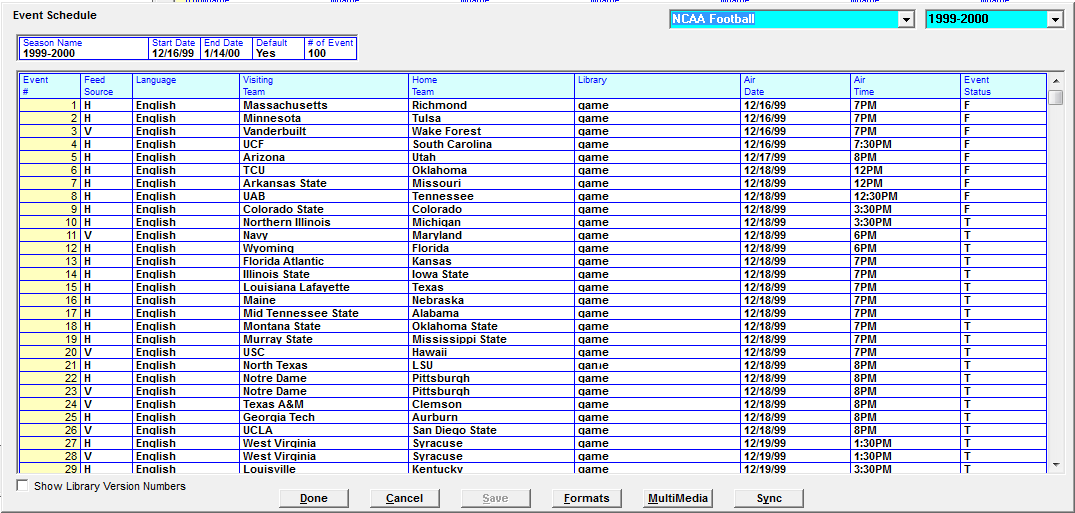 Event Schedule
NCAA Football 1999-2000
Season Name Start Date End Date Default # of Event
1999-2000 12/16/99 1/14/00 Yes 100
Event Feed Language Visiting Home Library Air Air Event
# Source Team Team Date Time Status
1 H English Massachusetts Richmond game 12/16/99 7PM F
2 H English Minnesota Tulsa game 12/16/99 7PM F
3 V English Vanderbuilt Wake Forest game 12/16/99 7PM F
4 H English UCF South Carolina game 12/16/99 7:30PM F
5 H English Arizona Utah game 12/17/99 8PM F
6 H English TCU Oklahoma game 12/18/99 12PM F
7 H English Arkansas State Missouri game 12/18/99 12PM F
8 H English UAB Tennessee game 12/18/99 12:30PM F
9 H English Colorado State Colorado game 12/18/99 3:30PM F
10 H English Northern Illinois Michigan game 12/18/99 3:30PM T
11 V English Navy Maryland game 12/18/99 6PM T
12 H English Wyoming Florida game 12/18/99 6PM T
13 H English Florida Atlantic Kansas game 12/18/99 7PM T
14 H English Illinois State Iowa State game 12/18/99 7PM T
15 H English Louisiana Lafayette Texas game 12/18/99 7PM T
16 H English Maine Nebraska game 12/18/99 7PM T
17 H English Mid Tennessee State Alabama game 12/18/99 7PM T
18 H English Montana State Oklahoma State game 12/18/99 7PM T
19 H English Murray State Mississippi State game 12/18/99 7PM T
20 V English USC Hawaii game 12/18/99 7PM T
21 H English North Texas LSU game 12/18/99 8PM T
22 H English Notre Dame Pittsburgh game 12/18/99 8PM T
23 V English Notre Dame Pittsburgh game 12/18/99 8PM T
24 V English Texas A&M Clemson game 12/18/99 8PM T
25 H English Georgia Tech Aurburn game 12/18/99 8PM T
26 V English UCLA San Diego State game 12/18/99 8PM T
27 H English West Virginia Syracuse game 12/19/99 1:30PM T
28 V English West Virginia Syracuse game 12/19/99 1:30PM T
29 H English Louisville Kentucky game 12/19/99 3:30PM T
Show Library Version Numbers
Done Cancel Save Formats MultiMedia Sync